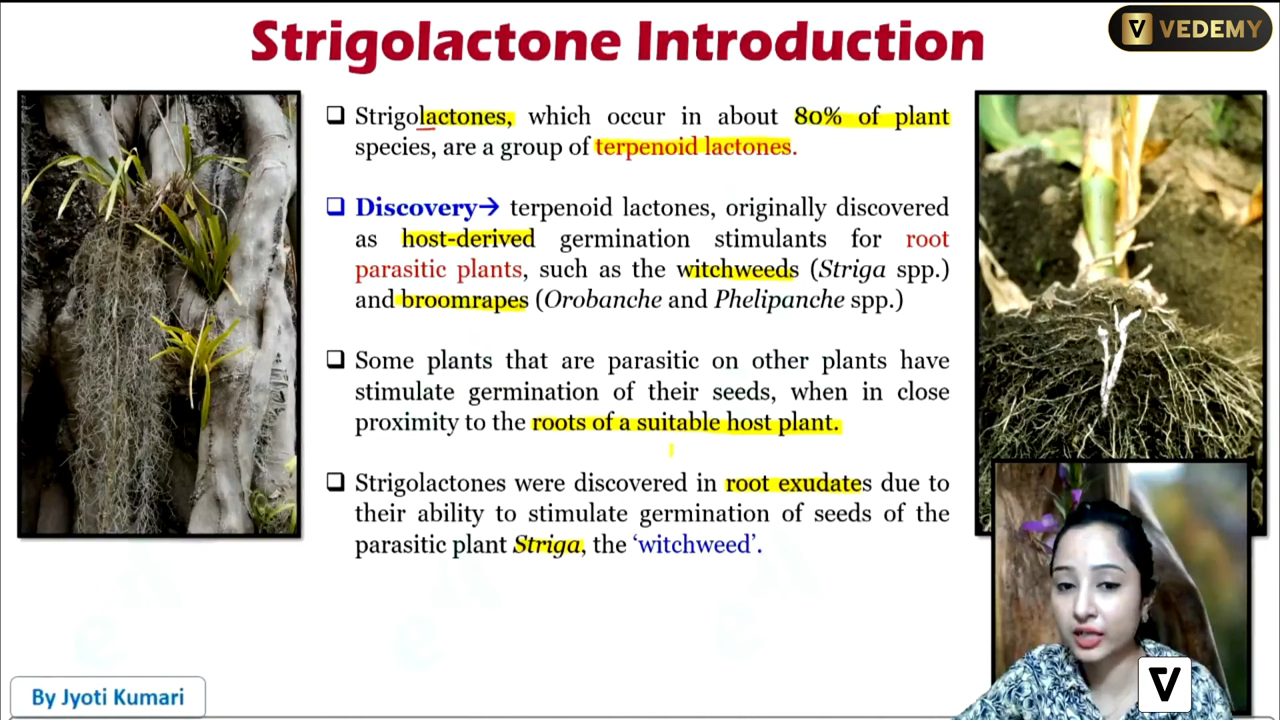 Strigolactone Introduction
VEDEMY
❑ Strigolactones, which occur in about 80% of plant
species, are a group of terpenoid lactones.
❑ Discovery→ terpenoid lactones, originally discovered
as host-derived germination stimulants for root
parasitic plants, such as the witchweeds (Striga spp.)
and broomrapes (Orobanche and Phelipanche spp.)
❑ Some plants that are parasitic on other plants have
stimulate germination of their seeds, when in close
proximity to the roots of a suitable host plant.
❑ Strigolactones were discovered in root exudates due to
their ability to stimulate germination of seeds of the
parasitic plant Striga, the ‘witchweed’.
By Jyoti Kumari